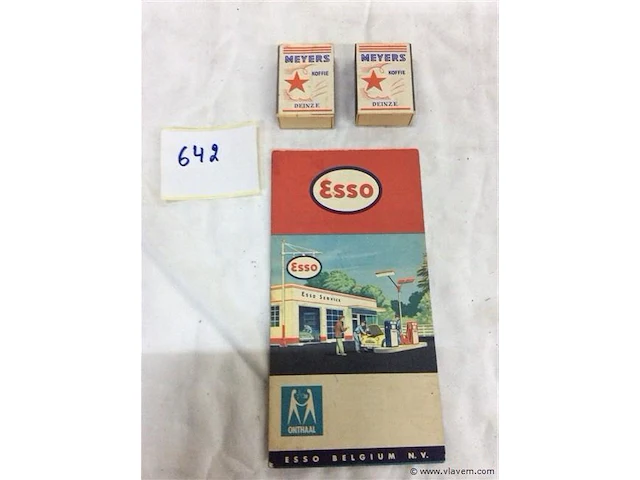 MEYERS
KOFFIE
DEINZE
MEYERS
KOFFIE
DEINZE
642
Esso
Esso
ESSO SERVICE
ONTHAAL
ESSO BELGIUM N.V.
© www.vlavem.com